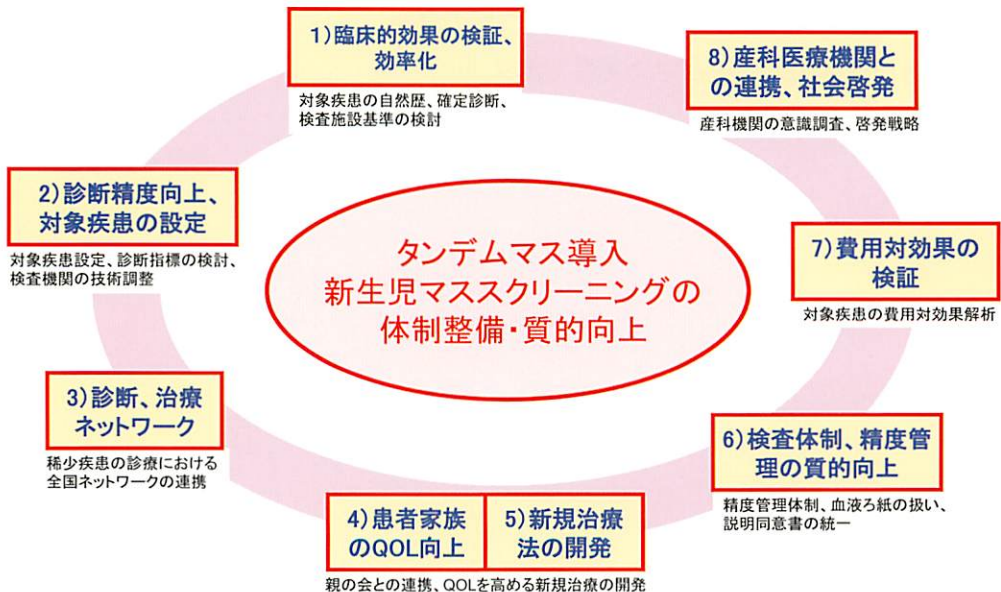 1)臨床的効果の検証、
効率化
対象疾患の自然歴、確定診断、
検査施設基準の検討
8)産科医療機関と
の連携、社会啓発
産科機関の意識調査、啓発戦略
2)診断精度向上、
対象疾患の設定
対象疾患設定、診断指標の検討、
検査機関の技術調整
タンデムマス導入
新生児マススクリーニングの
体制整備・質的向上
7)費用対効果の
検証
対象疾患の費用対効果解析
3)診断、治療
ネットワーク
稀少疾患の診療における
全国ネットワークの連携
6)検査体制、精度管
理の質的向上
精度管理体制、血液ろ紙の扱い、
説明同意書の統一
4)患者家族
のQOL向上
5)新規治療
法の開発
親の会との連携、QOLを高める新規治療の開発